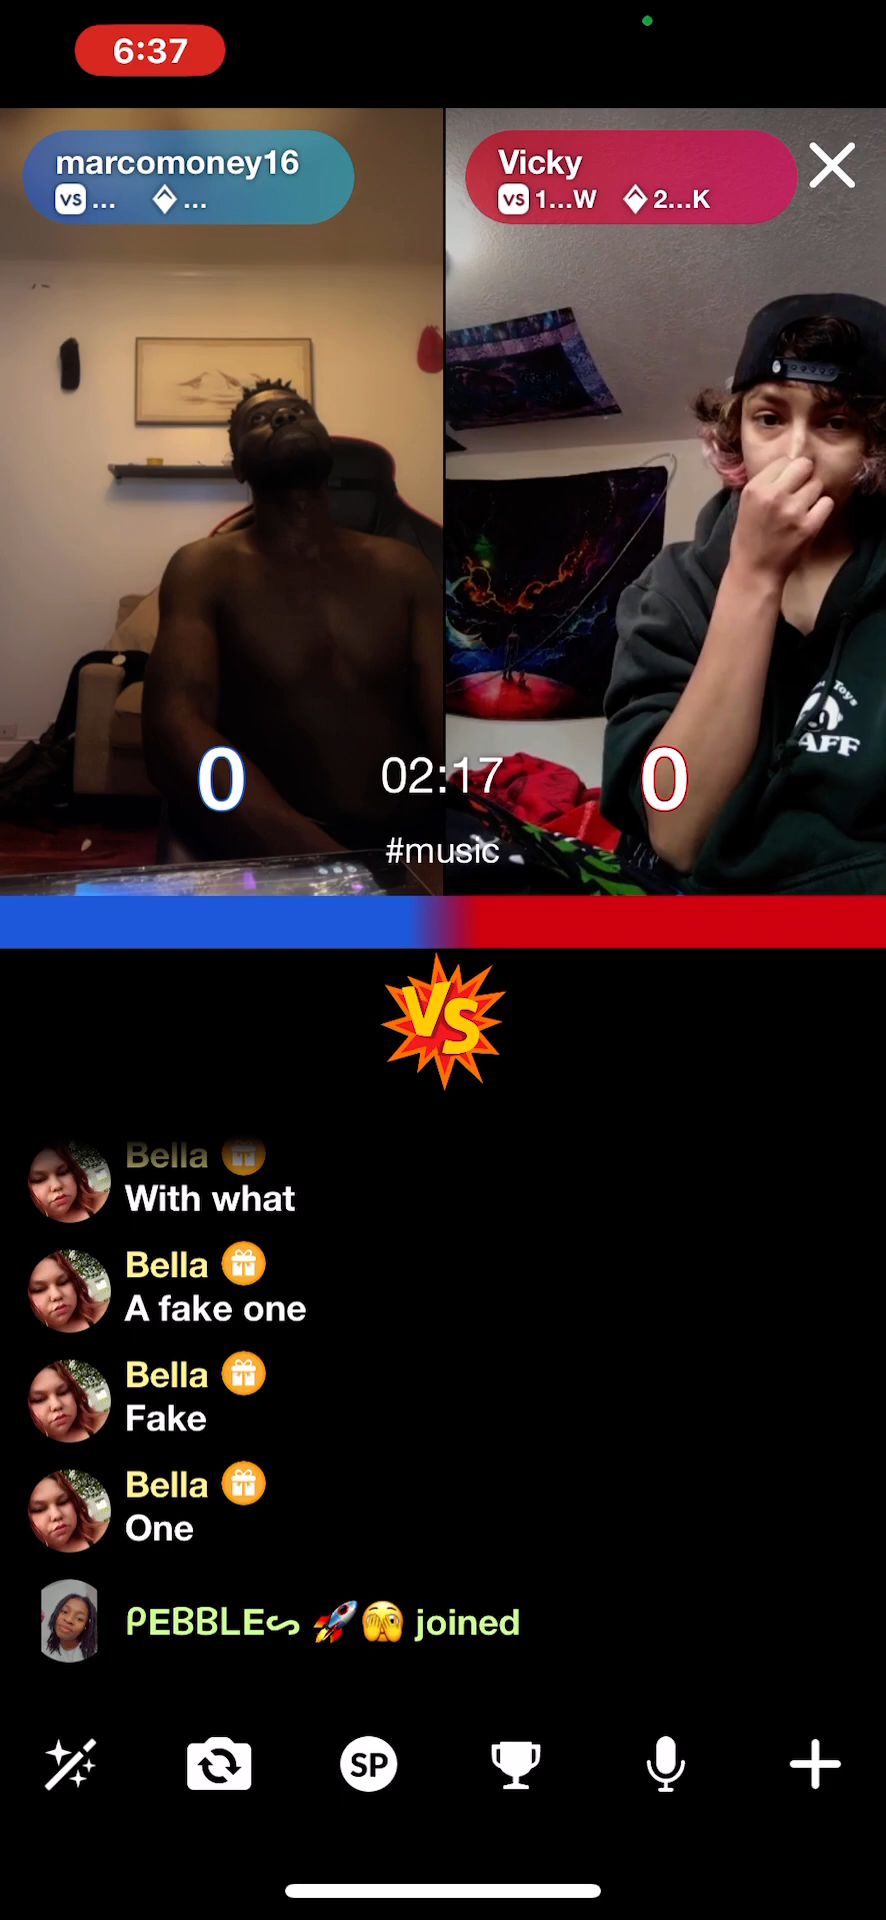 6:37
marcomoney16
VS ... ...
Vicky
VS 1...W 2...K
Toys
AFF
0
02:17
0
#music
VS
Bella
With what
Bella
A fake one
Bella
Fake
Bella
One
PEBBLE joined
SP